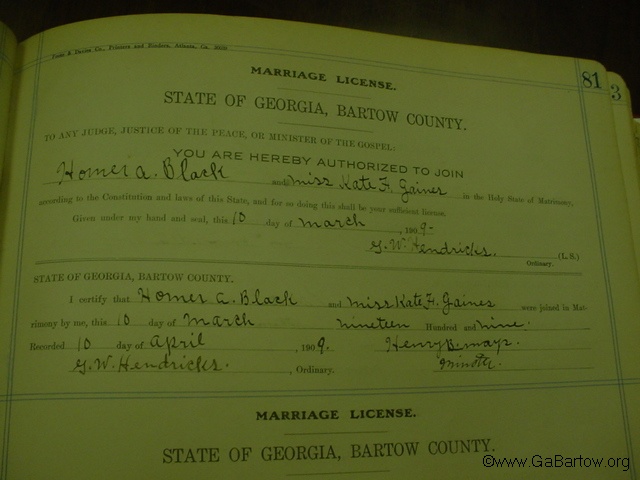 Foote & Davies Co., Printers and Binders, Atlanta, Ga.
81
3
MARRIAGE LICENSE.
STATE OF GEORGIA, BARTOW COUNTY.
TO ANY JUDGE, JUSTICE OF THE PEACE, OR MINISTER OF THE GOSPEL:
YOU ARE HEREBY AUTHORIZED TO JOIN
Homer A. Black and Miss Kate F. Gaines in the Holy State of Matrimony,
according to the Constitution and laws of this State, and for so doing this shall be your sufficient license.
Given under my hand and seal, this 10 day of March, 1909-
G. W. Hendricks. (L. S.)
Ordinary.
STATE OF GEORGIA, BARTOW COUNTY.
I certify that Homer A. Black and Miss Kate F. Gaines were joined in Mat-
rimony by me, this 10 day of March nineteen Hundred and nine.
Recorded 10 day of April 1909. Henry B. Mays.
G. W. Hendricks., Ordinary.
MARRIAGE LICENSE.
STATE OF GEORGIA, BARTOW COUNTY.
©www.GaBartow.org